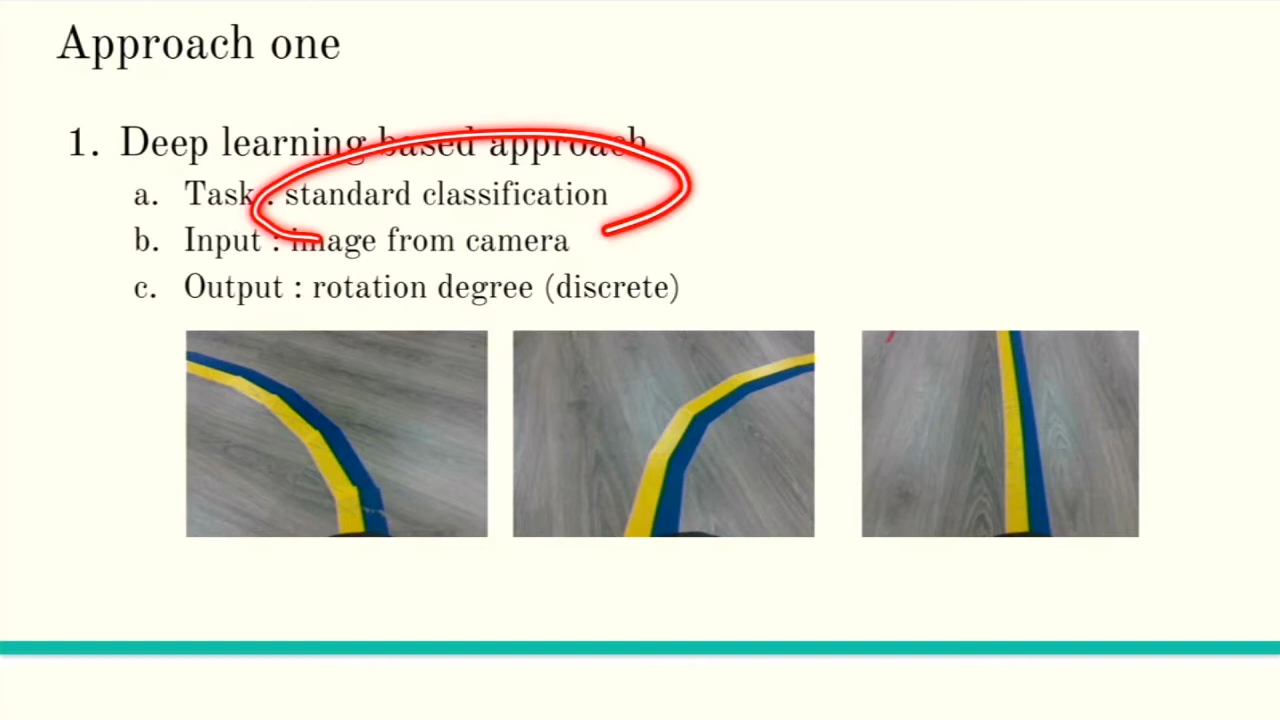 Approach one
1. Deep learning based approach
a. Task : standard classification
b. Input : image from camera
c. Output : rotation degree (discrete)